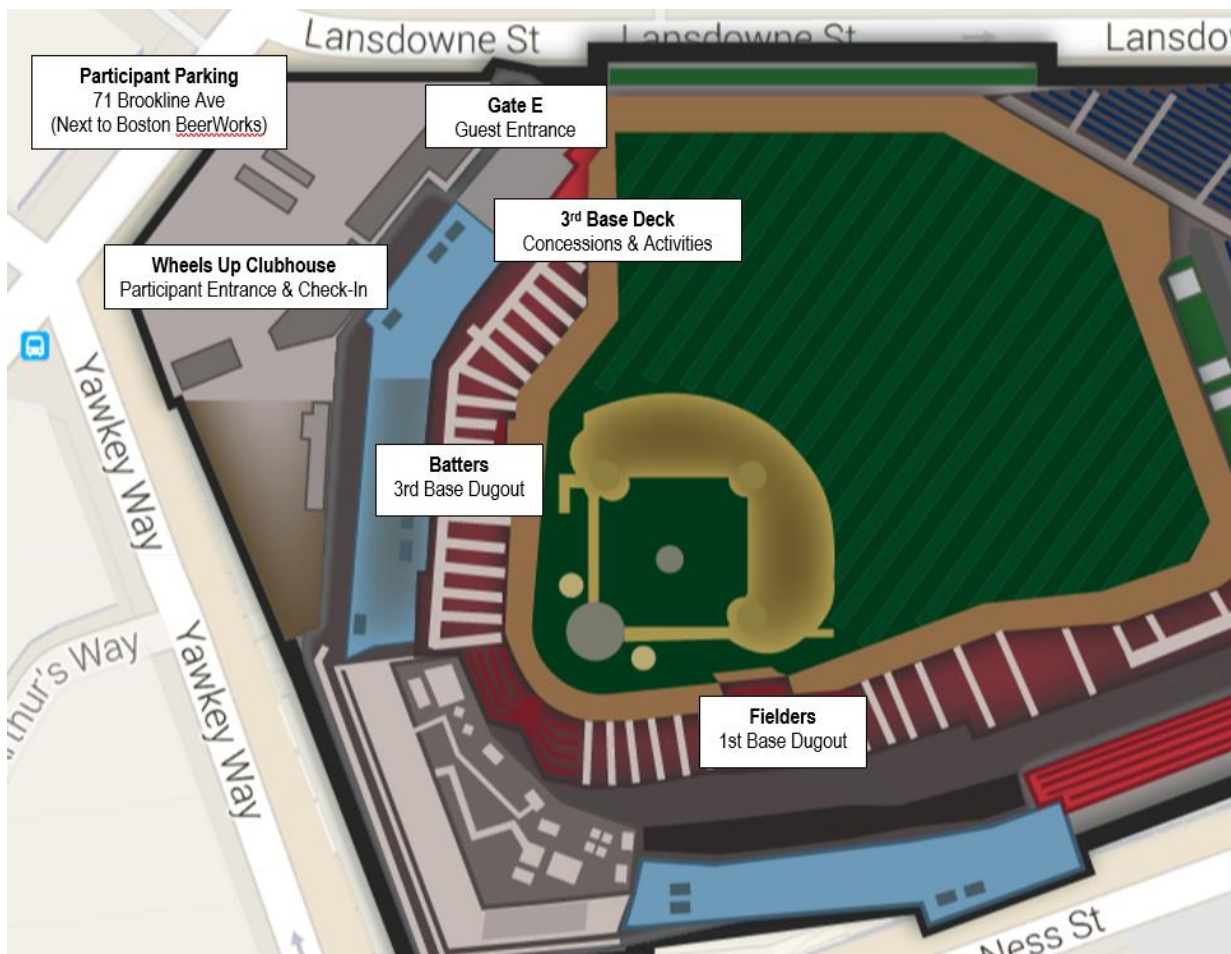 Lansdowne St
Lansdowne St
Lansdo
Participant Parking
71 Brookline Ave
(Next to Boston BeerWorks)
Gate E
Guest Entrance
3rd Base Deck
Concessions & Activities
Wheels Up Clubhouse
Participant Entrance & Check-In
Yawkey Way
Batters
3rd Base Dugout
Yawkey Way
thur's Way
Fielders
1st Base Dugout
Ness St